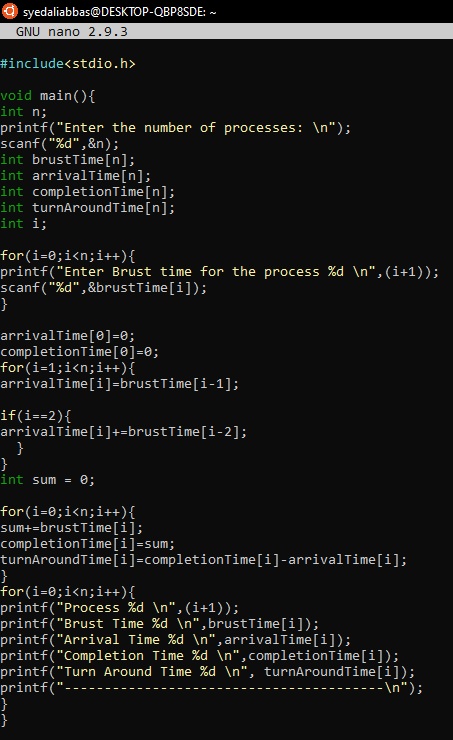 syedaliabbas@DESKTOP-QBP8SDE: ~
GNU nano 2.9.3
#include<stdio.h>
void main(){
int n;
printf("Enter the number of processes: \n");
scanf("%d",&n);
int brustTime[n];
int arrivalTime[n];
int completionTime[n];
int turnAroundTime[n];
int i;
for(i=0;i<n;i++){
printf("Enter Brust time for the process %d \n",(i+1));
scanf("%d",&brustTime[i]);
}
arrivalTime[0]=0;
completionTime[0]=0;
for(i=1;i<n;i++){
arrivalTime[i]=brustTime[i-1];
if(i==2){
arrivalTime[i]+=brustTime[i-2];
}
}
int sum = 0;
for(i=0;i<n;i++){
sum+=brustTime[i];
completionTime[i]=sum;
turnAroundTime[i]=completionTime[i]-arrivalTime[i];
}
for(i=0;i<n;i++){
printf("Process %d \n",(i+1));
printf("Brust Time %d \n",brustTime[i]);
printf("Arrival Time %d \n",arrivalTime[i]);
printf("Completion Time %d \n",completionTime[i]);
printf("Turn Around Time %d \n", turnAroundTime[i]);
printf("----------------------------------------\n");
}
}